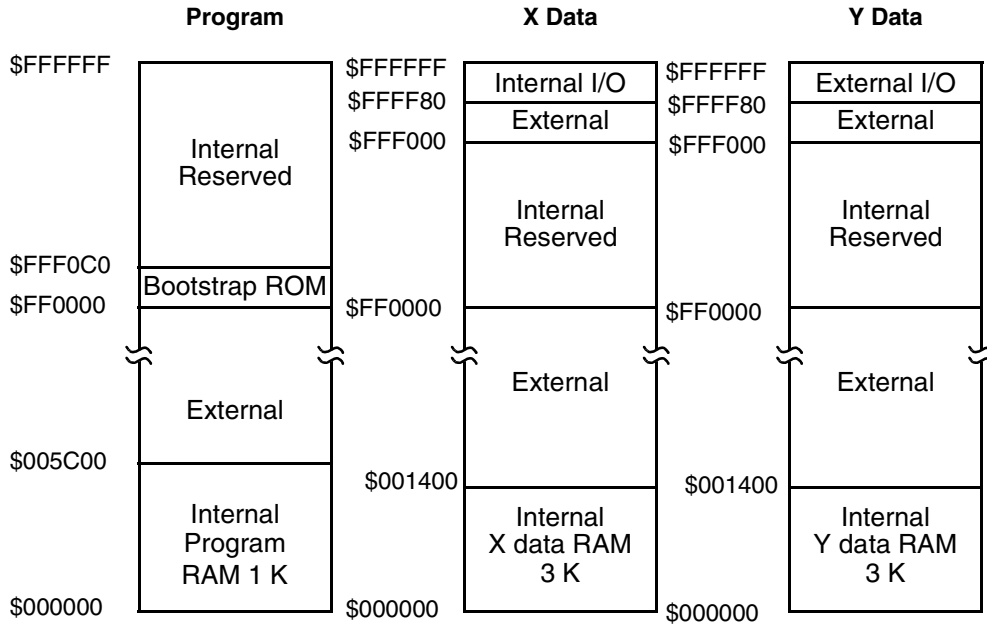 Program
X Data
Y Data
$FFFFFF
$FFF0C0
$FF0000
$005C00
$000000
Internal
Reserved
Bootstrap ROM
External
Internal
Program
RAM 1 K
$FFFFFF
$FFFF80
$FFF000
$FF0000
$001400
$000000
Internal I/O
External
Internal
Reserved
External
Internal
X data RAM
3 K
$FFFFFF
$FFFF80
$FFF000
$FF0000
$001400
$000000
External I/O
External
Internal
Reserved
External
Internal
Y data RAM
3 K